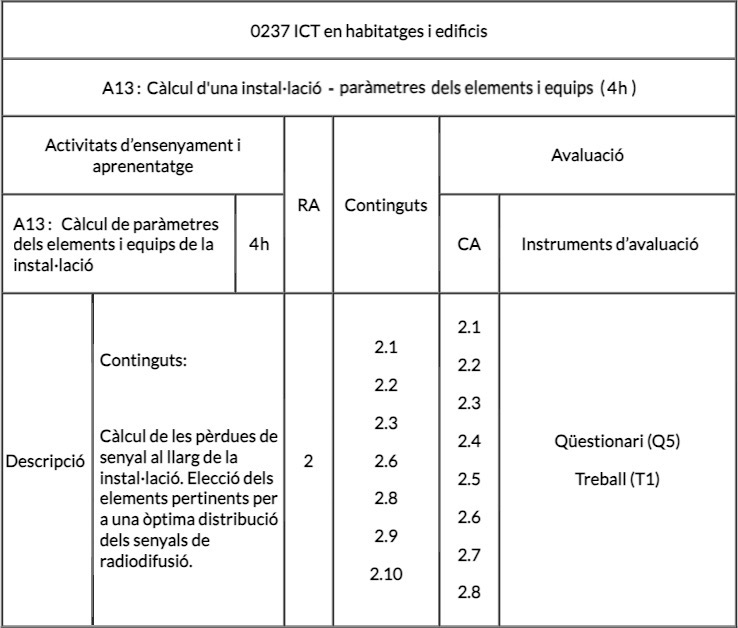 0237 ICT en habitatges i edificis
A13: Càlcul d'una instal·lació - paràmetres dels elements i equips (4h)
Activitats d'ensenyament i
aprenentatge
RA
Continguts
Avaluació
A13: Càlcul de paràmetres
dels elements i equips de la
instal·lació
4h
CA
Instruments d'avaluació
Descripció
Continguts:
Càlcul de les pèrdues de
senyal al llarg de la
instal·lació. Elecció dels
elements pertinents per
a una òptima distribució
dels senyals de
radiodifusió.
2
2.1
2.2
2.3
2.6
2.8
2.9
2.10
2.1
2.2
2.3
2.4
2.5
2.6
2.7
2.8
Qüestionari (Q5)
Treball (T1)